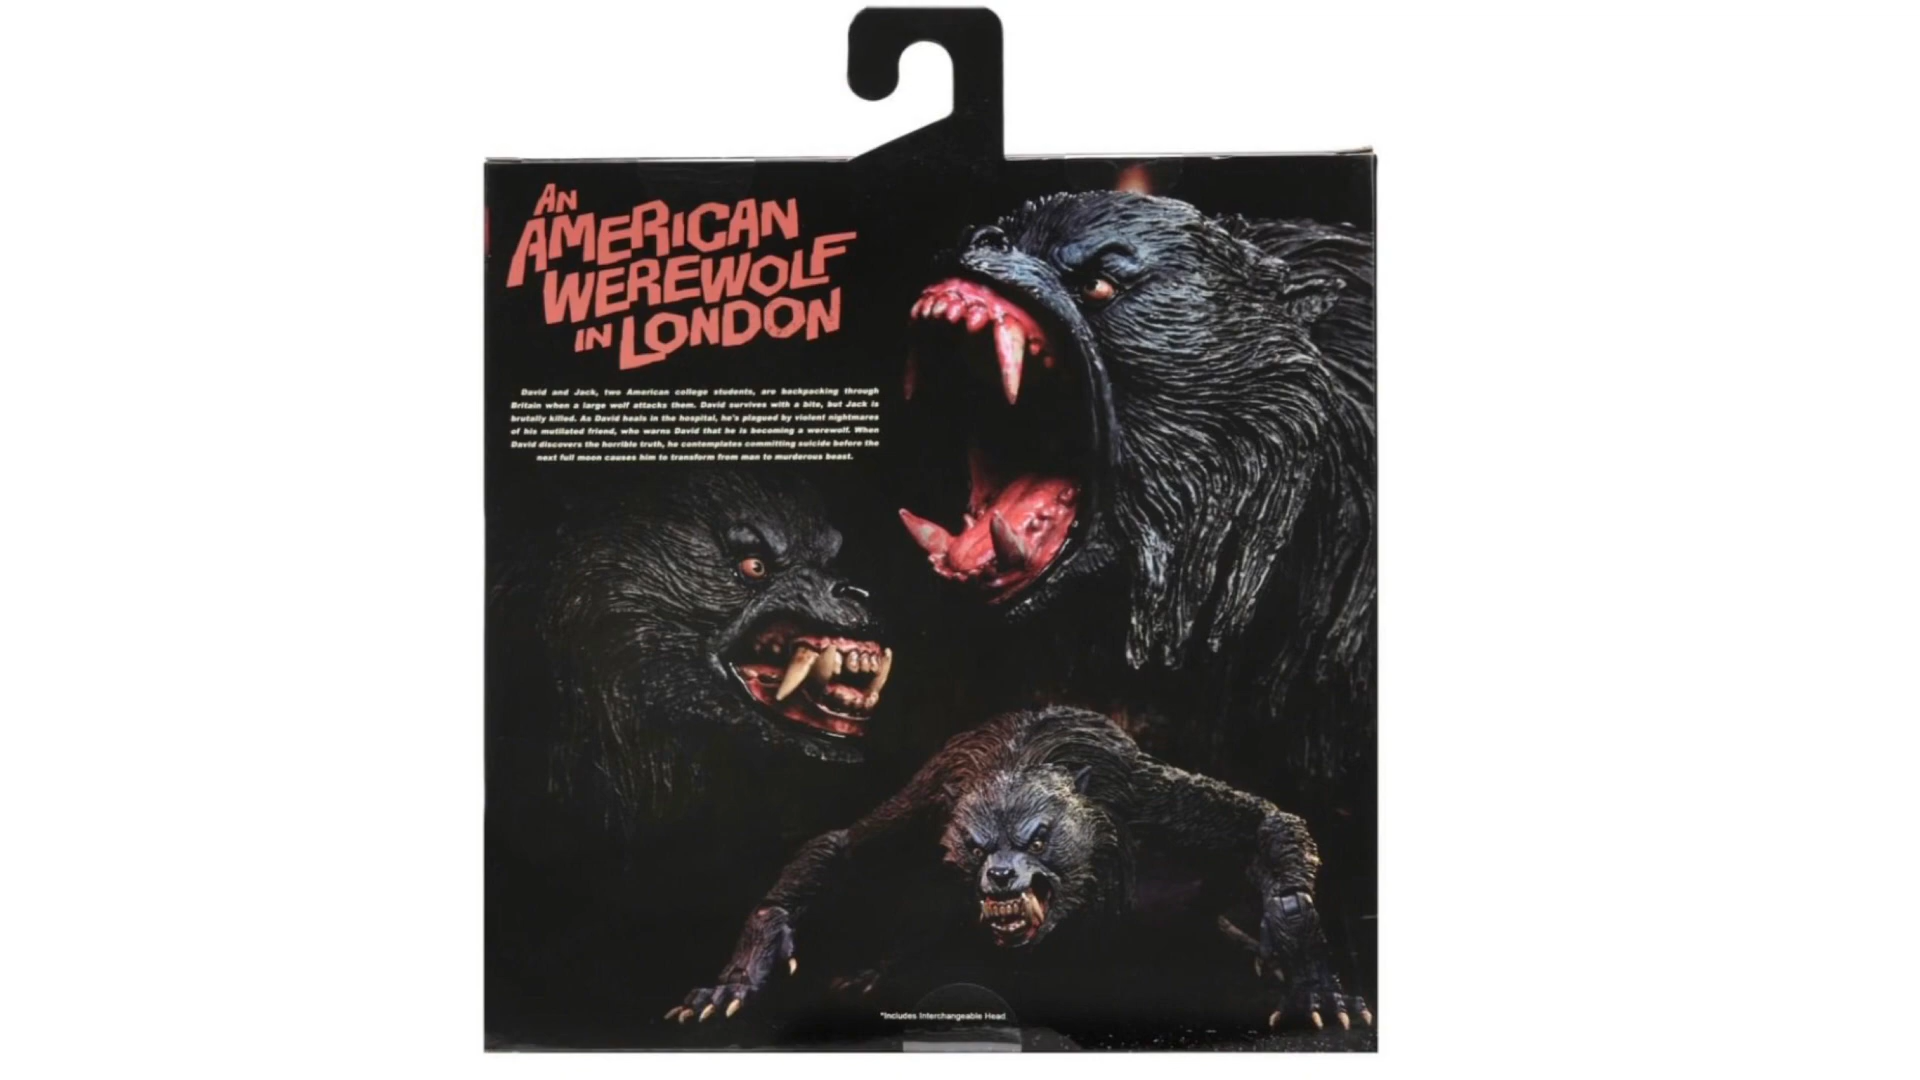 AN
AMERICAN
WEREWOLF
IN LONDON
David and Jack, two American college students, are backpacking through
Britain when a large wolf attacks them. David survives with a bite, but Jack is
brutally killed. As David heals in the hospital, he's plagued by violent nightmares
of his mutilated friend, who warns David that he is becoming a werewolf. When
David discovers the horrible truth, he contemplates committing suicide before the
next full moon causes him to transform from man to murderous beast.
*Includes Interchangeable Head